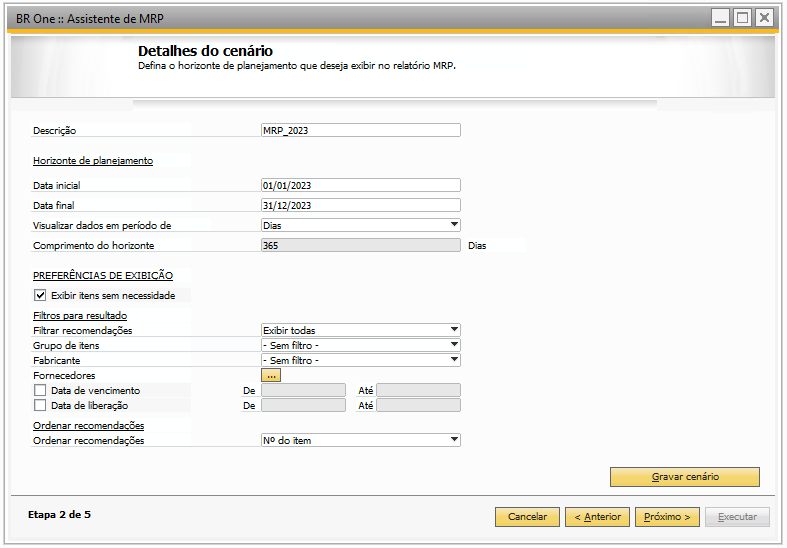 BR One :: Assistente de MRP
Detalhes do cenário
Defina o horizonte de planejamento que deseja exibir no relatório MRP.
Descrição MRP_2023
Horizonte de planejamento
Data inicial 01/01/2023
Data final 31/12/2023
Visualizar dados em período de Dias
Comprimento do horizonte 365 Dias
PREFERÊNCIAS DE EXIBIÇÃO
Exibir itens sem necessidade
Filtros para resultado
Filtrar recomendações Exibir todas
Grupo de itens - Sem filtro -
Fabricante - Sem filtro -
Fornecedores ...
Data de vencimento De Até
Data de liberação De Até
Ordenar recomendações
Ordenar recomendações Nº do item
Gravar cenário
Etapa 2 de 5 Cancelar < Anterior Próximo > Executar